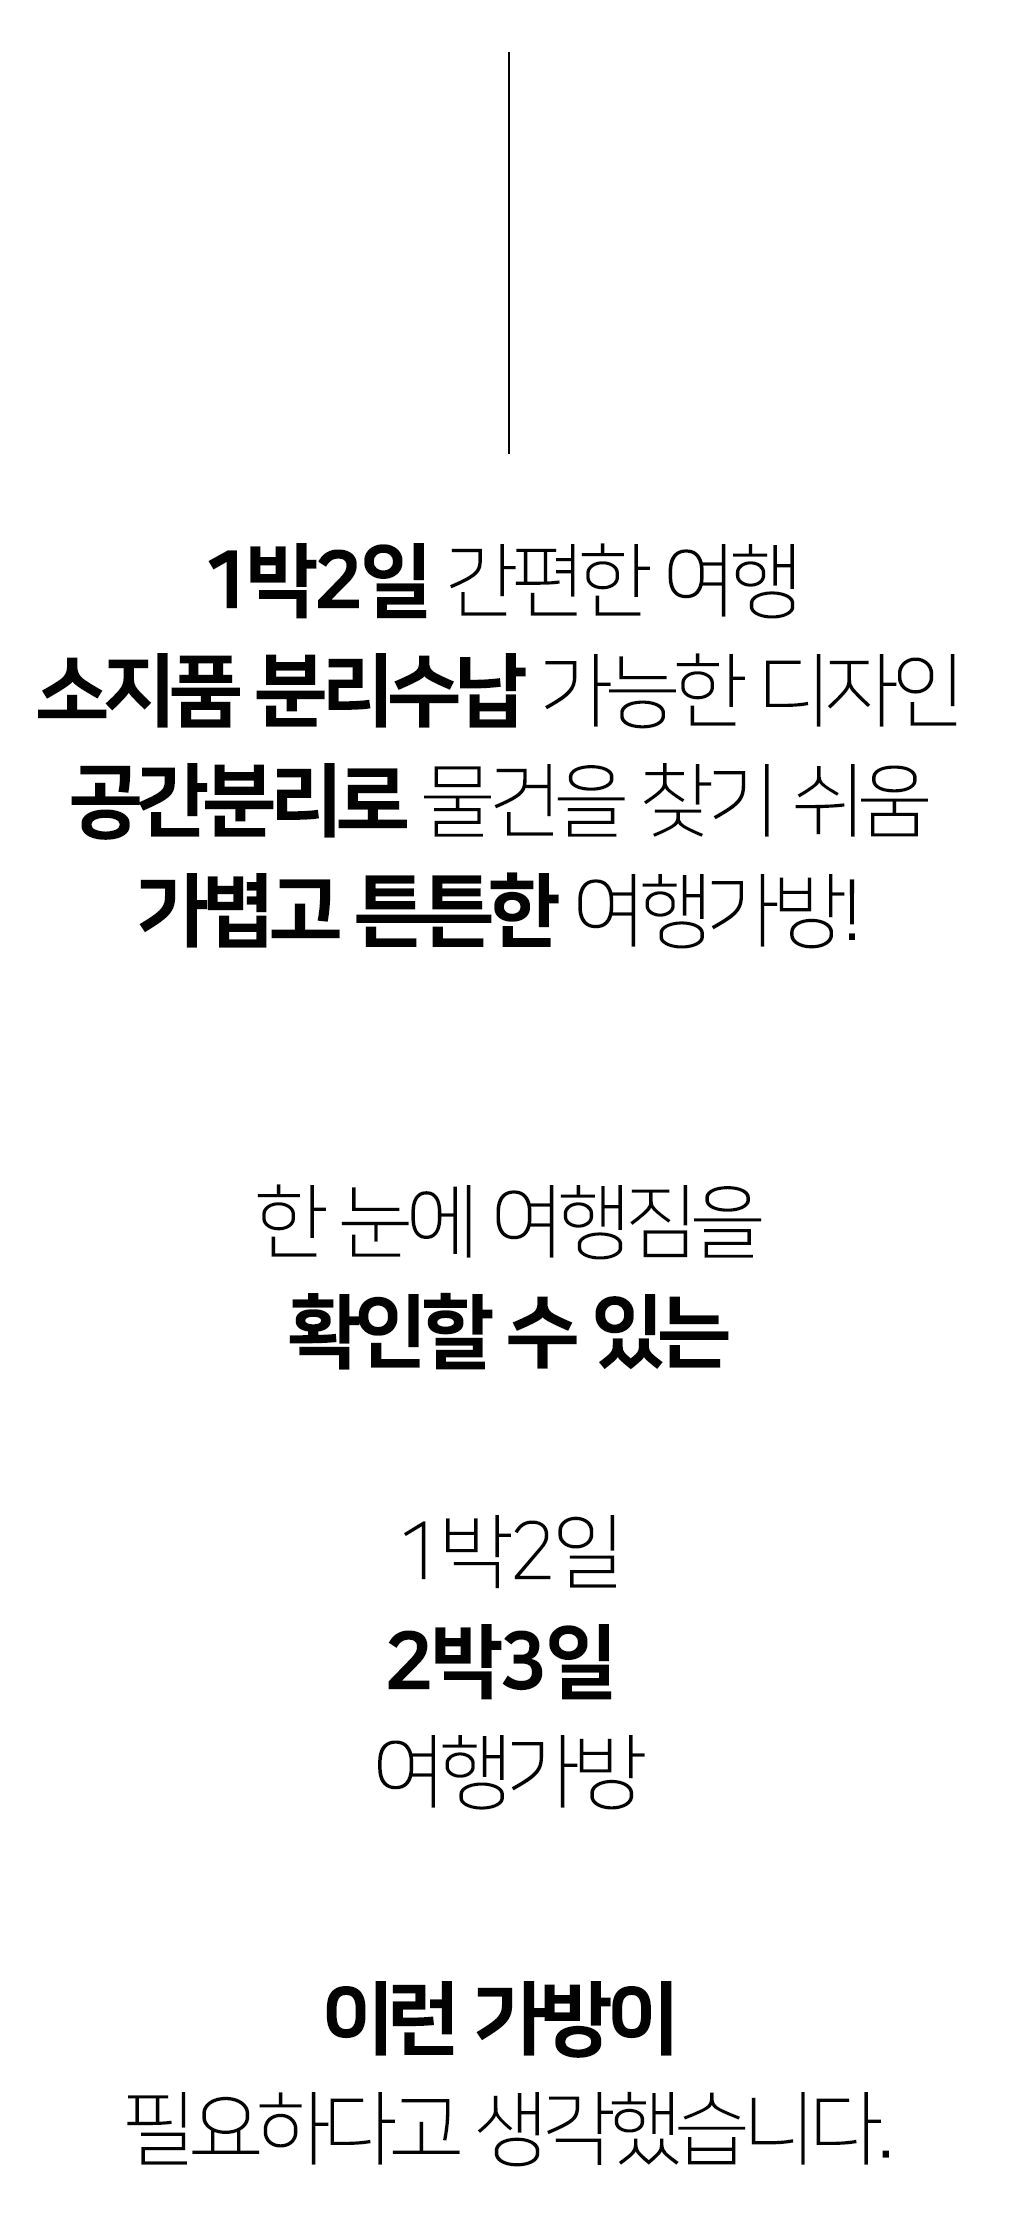 1박2일 간편한 여행
소지품 분리수납 가능한 디자인
공간분리로 물건을 찾기 쉬움
가볍고 튼튼한 여행가방!
한 눈에 여행짐을
확인할 수 있는
1박2일
2박3일
여행가방
이런 가방이
필요하다고 생각했습니다.